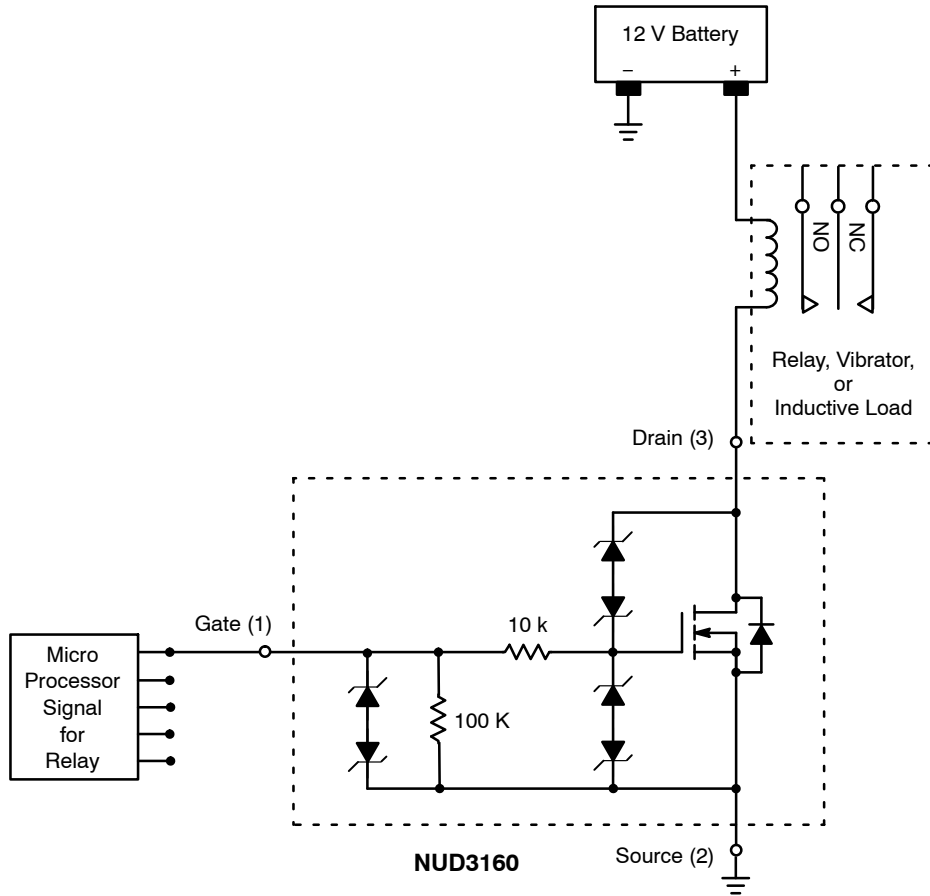 12 V Battery
– +
NO
NC
Relay, Vibrator,
or
Inductive Load
Drain (3)
Gate (1)
10 k
Micro
Processor
Signal
for
Relay
100 K
Source (2)
NUD3160